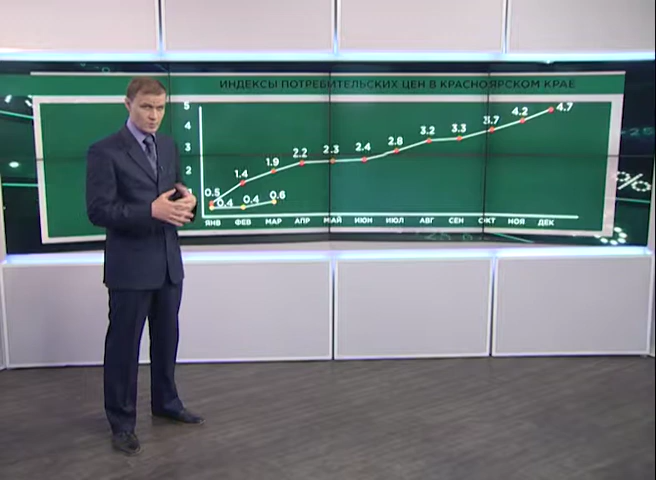 ИНДЕКСЫ ПОТРЕБИТЕЛЬСКИХ ЦЕН В КРАСНОЯРСКОМ КРАЕ
5
4
3
2
0.5 1.4 1.9 2.2 2.3 2.4 2.8 3.2 3.3 3.7 4.2 4.7
0.4 0.4 0.6
ЯНВ ФЕВ МАР АПР МАЙ ИЮН ИЮЛ АВГ СЕН ОКТ НОЯ ДЕК
%